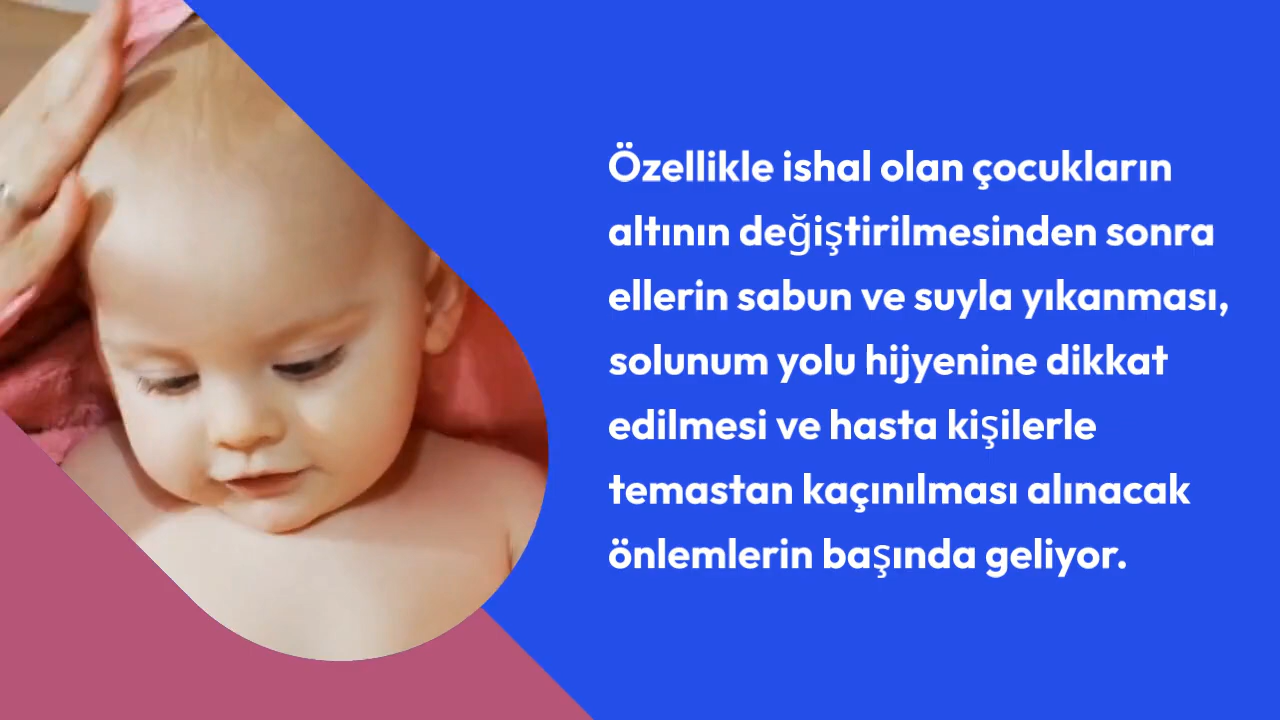 Özellikle ishal olan çocukların
altının değiştirilmesinden sonra
ellerin sabun ve suyla yıkanması,
solunum yolu hijyenine dikkat
edilmesi ve hasta kişilerle
temastan kaçınılması alınacak
önlemlerin başında geliyor.